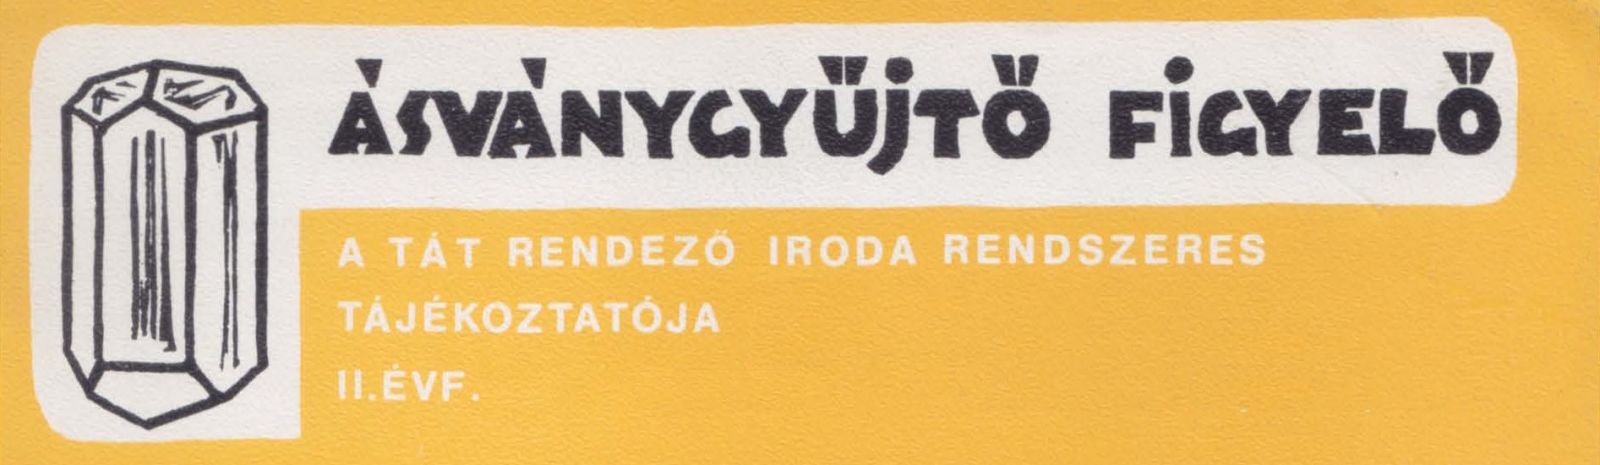 ÁSVÁNYGYŰJTŐ FIGYELŐ
A TÁT RENDEZŐ IRODA RENDSZERES
TÁJÉKOZTATÓJA
II. ÉVF.